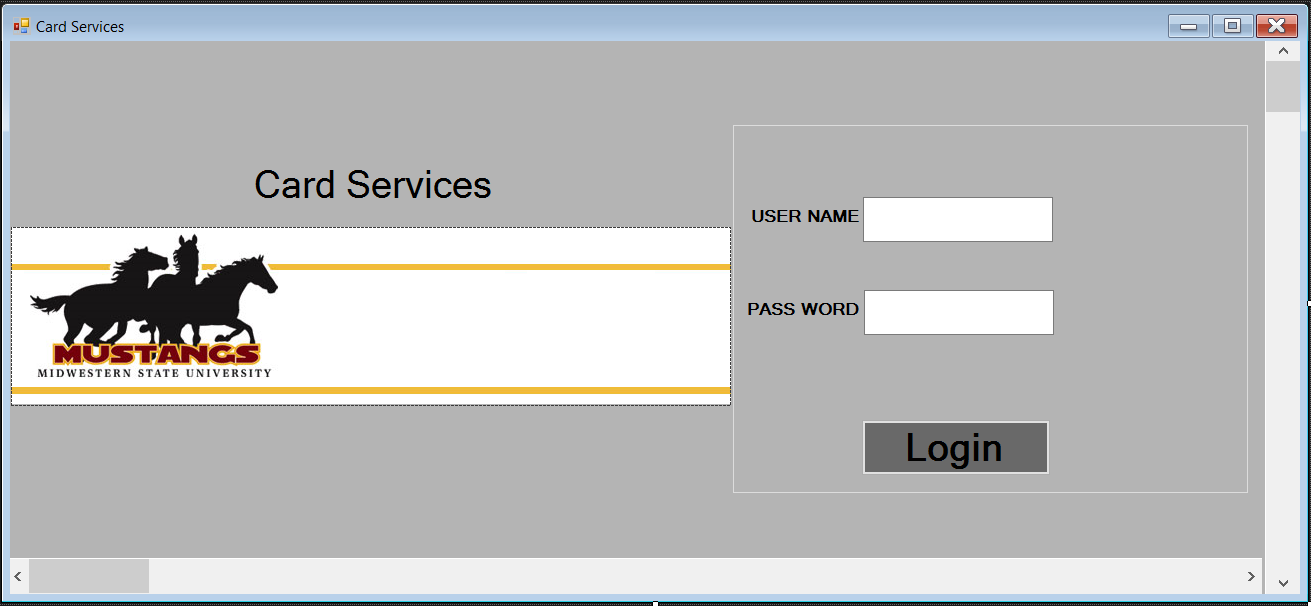 Card Services
Card Services
MUSTANGS
MIDWESTERN STATE UNIVERSITY
USER NAME
PASS WORD
Login